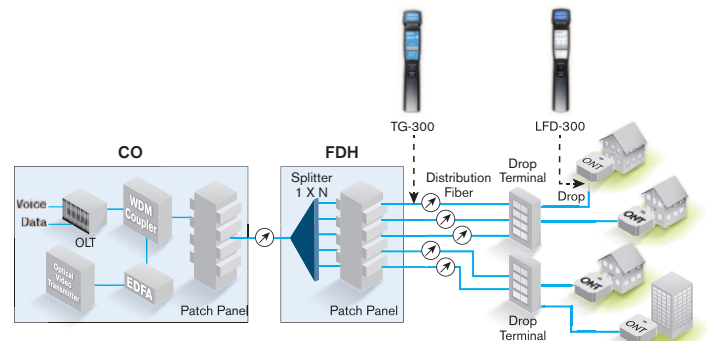 TG-300
LFD-300
CO
FDH
Splitter
1 X N
Distribution
Fiber
Drop
Terminal
Drop
ONT
ONT
ONT
ONT
Voice
Data
OLT
WDM
Coupler
Optical
Video
Transmitter
EDFA
Patch Panel
Patch Panel
Drop
Terminal